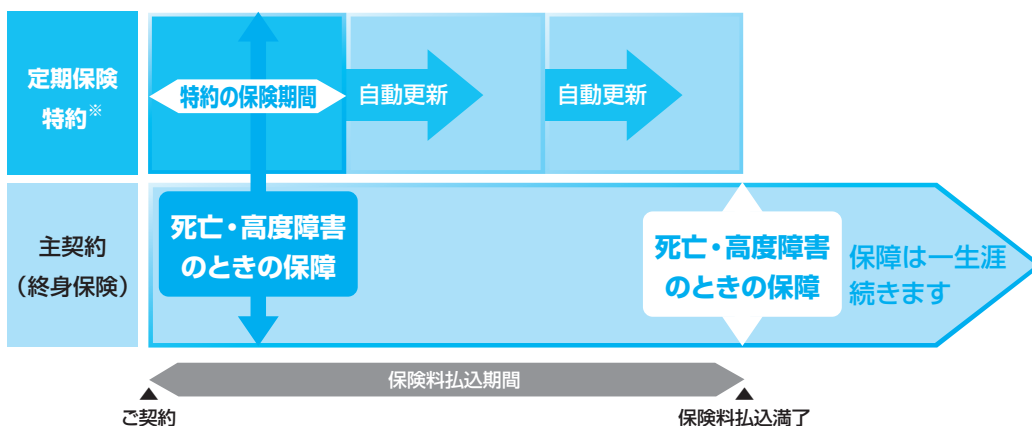 定期保険
特約※
特約の保険期間
自動更新
自動更新
主契約
（終身保険）
死亡・高度障害
のときの保障
死亡・高度障害
のときの保障
保障は一生涯
続きます
保険料払込期間
ご契約
保険料払込満了